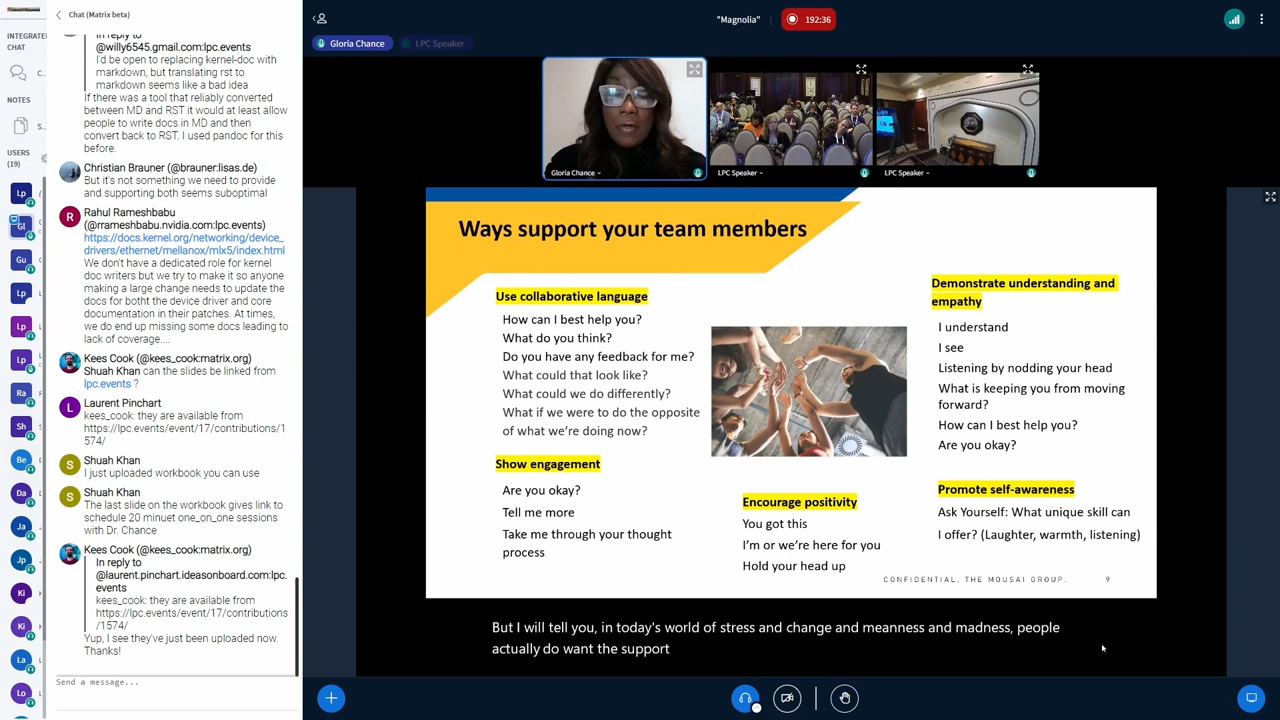 INTEGRATE
CHAT
C..
NOTES
S..
USERS
(19)
Lp
Gl
Gu
Lp
Lp
Lp
Ra
Sh
Be
Da
Ja
Jp
Ki
Ki
La
Lo
Chat (Matrix beta)
In reply to
@willy6545.gmail.com:lpc.events
I'd be open to replacing kernel-doc with
markdown, but translating rst to
markdown seems like a bad idea
If there was a tool that reliably converted
between MD and RST it would at least allow
people to write docs in MD and then
convert back to RST. I used pandoc for this
before.
Christian Brauner (@brauner:lisas.de)
But it's not something we need to provide
and supporting both seems suboptimal
R
Rahul Rameshbabu
(@rrameshbabu.nvidia.com:lpc.events)
https://docs.kernel.org/networking/device_
drivers/ethernet/mellanox/mlx5/index.html
We don't have a dedicated role for kernel
doc writers but we try to make it so anyone
making a large change needs to update the
docs for botht the device driver and core
documentation in their patches. At times,
we do end up missing some docs leading to
lack of coverage....
Kees Cook (@kees_cook:matrix.org)
Shuah Khan can the slides be linked from
lpc.events ?
L
Laurent Pinchart
kees_cook: they are available from
https://lpc.events/event/17/contributions/1
574/
S
Shuah Khan
I just uploaded workbook you can use
S
Shuah Khan
The last slide on the workbook gives link to
schedule 20 minuet one_on_one sessions
with Dr. Chance
Kees Cook (@kees_cook:matrix.org)
In reply to
@laurent.pinchart.ideasonboard.com:lpc.
events
kees_cook: they are available from
https://lpc.events/event/17/contributions
/1574/
Yup, I see they've just been uploaded now.
Thanks!
Send a message...
"Magnolia"
192:36
Gloria Chance
LPC Speaker
Gloria Chance
LPC Speaker
LPC Speaker
Ways support your team members
Use collaborative language
How can I best help you?
What do you think?
Do you have any feedback for me?
What could that look like?
What could we do differently?
What if we were to do the opposite
of what we're doing now?
Show engagement
Are you okay?
Tell me more
Take me through your thought
process
Encourage positivity
You got this
I'm or we're here for you
Hold your head up
Demonstrate understanding and
empathy
I understand
I see
Listening by nodding your head
What is keeping you from moving
forward?
How can I best help you?
Are you okay?
Promote self-awareness
Ask Yourself: What unique skill can
I offer? (Laughter, warmth, listening)
CONFIDENTIAL, THE MOUSAI GROUP.
9
But I will tell you, in today's world of stress and change and meanness and madness, people
actually do want the support